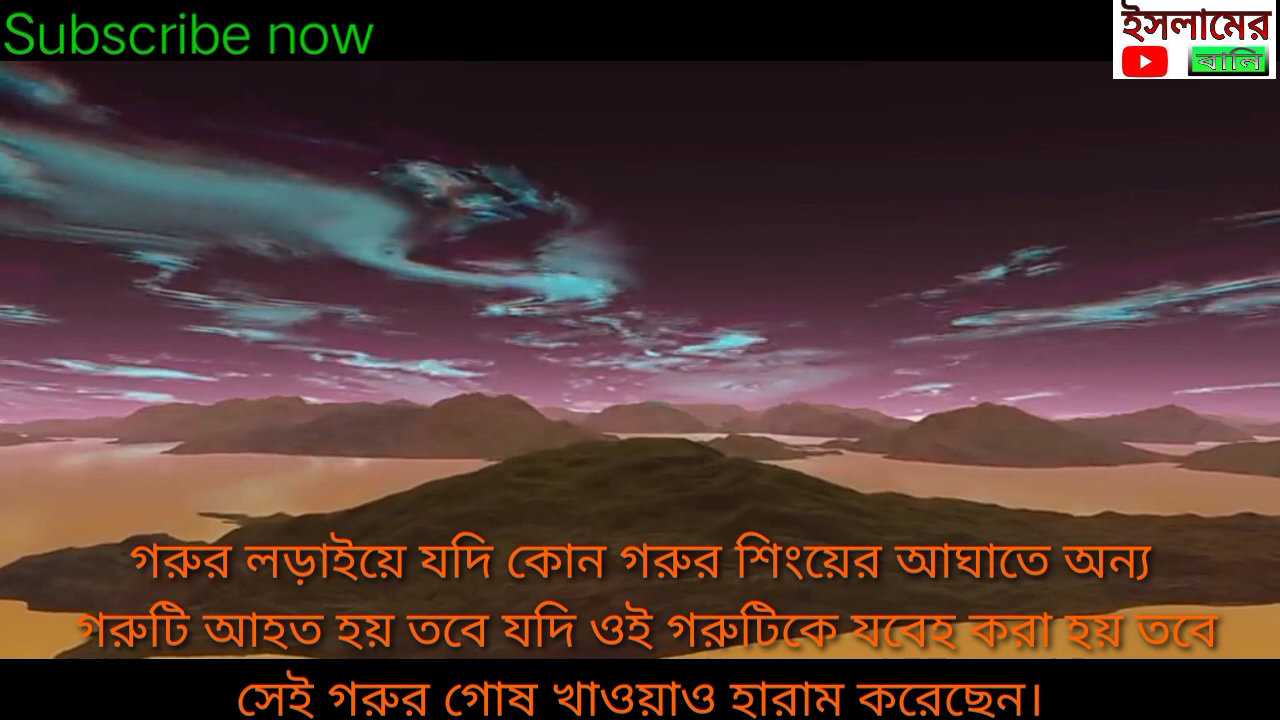 Subscribe now
ইসলামের
বানি
গরুর লড়াইয়ে যদি কোন গরুর শিংয়ের আঘাতে অন্য
গরুটি আহত হয় তবে যদি ওই গরুটিকে যবেহ করা হয় তবে
সেই গরুর গোষ খাওয়াও হারাম করেছেন।